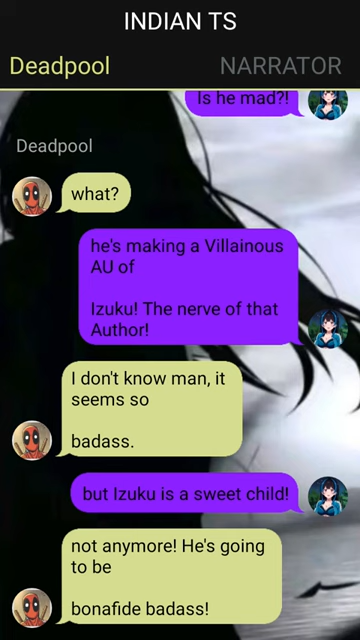 INDIAN TS
Deadpool
NARRATOR
Is he mad?!
Deadpool
what?
he's making a Villainous
AU of
Izuku! The nerve of that
Author!
I don't know man, it
seems so
badass.
but Izuku is a sweet child!
not anymore! He's going
to be
bonafide badass!